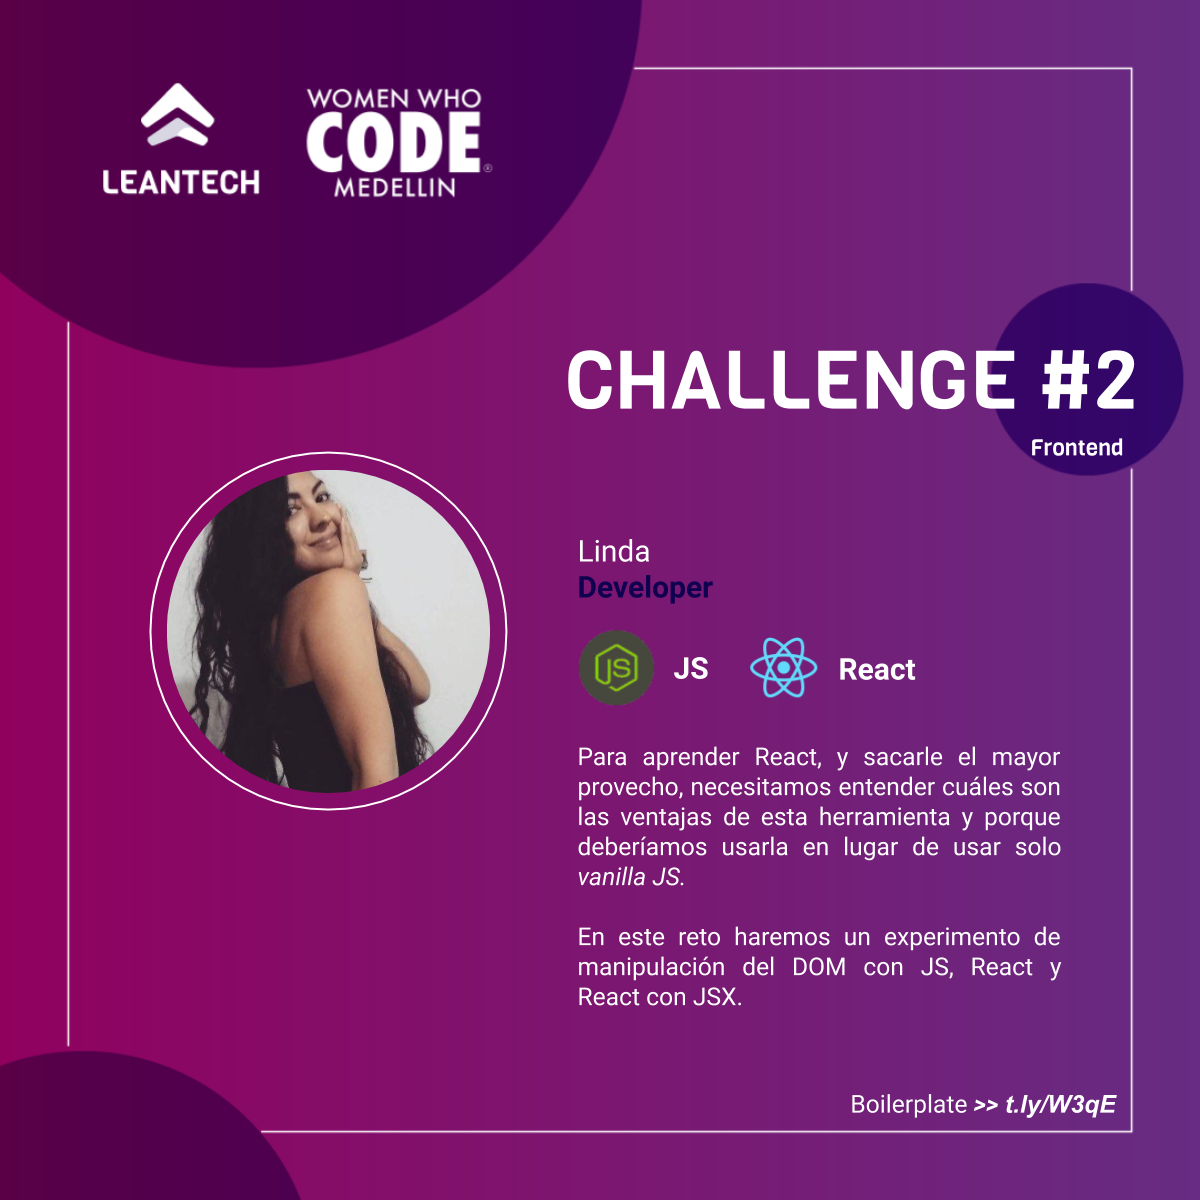 LEANTECH
WOMEN WHO
CODE®
MEDELLIN
CHALLENGE #2
Frontend
Linda
Developer
JS
JS
React
Para aprender React, y sacarle el mayor
provecho, necesitamos entender cuáles son
las ventajas de esta herramienta y porque
deberíamos usarla en lugar de usar solo
vanilla JS.
En este reto haremos un experimento de
manipulación del DOM con JS, React y
React con JSX.
Boilerplate >> t.ly/W3qE